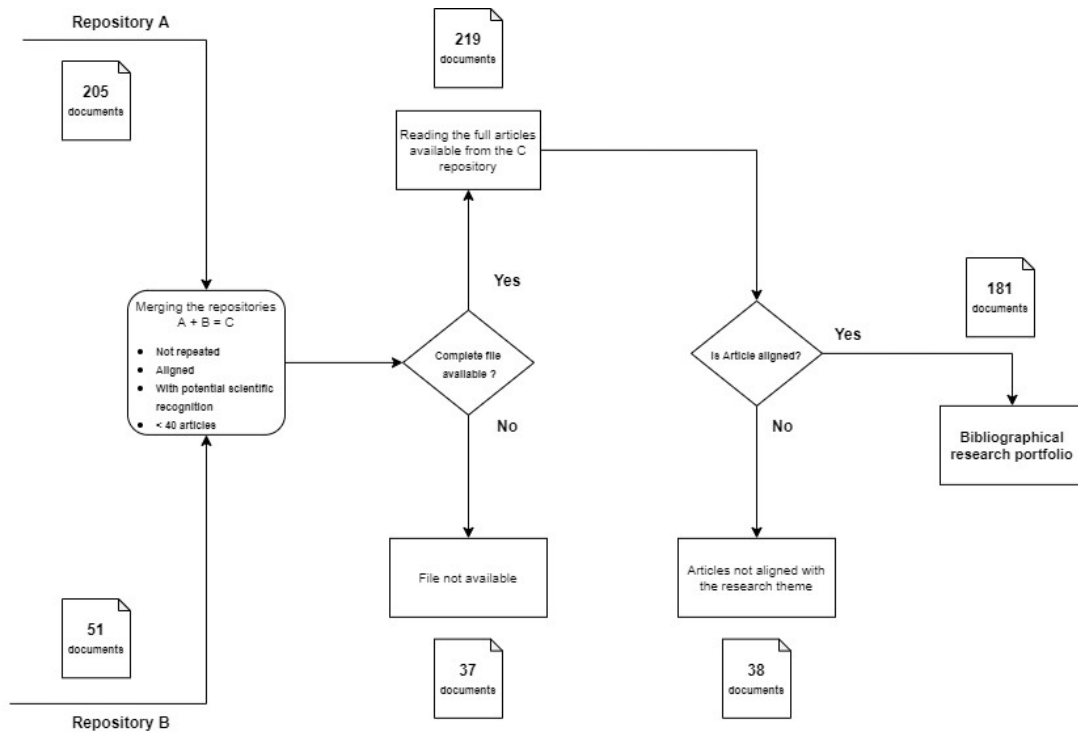 Repository A
205
documents
219
documents
Reading the full articles
available from the C
repository
Merging the repositories
A + B = C
● Not repeated
● Aligned
● With potential scientific
recognition
● < 40 articles
Yes
Complete file
available ?
No
181
documents
Yes
Is Article aligned?
No
Bibliographical
research portfolio
File not available
Articles not aligned with
the research theme
51
documents
37
documents
38
documents
Repository B